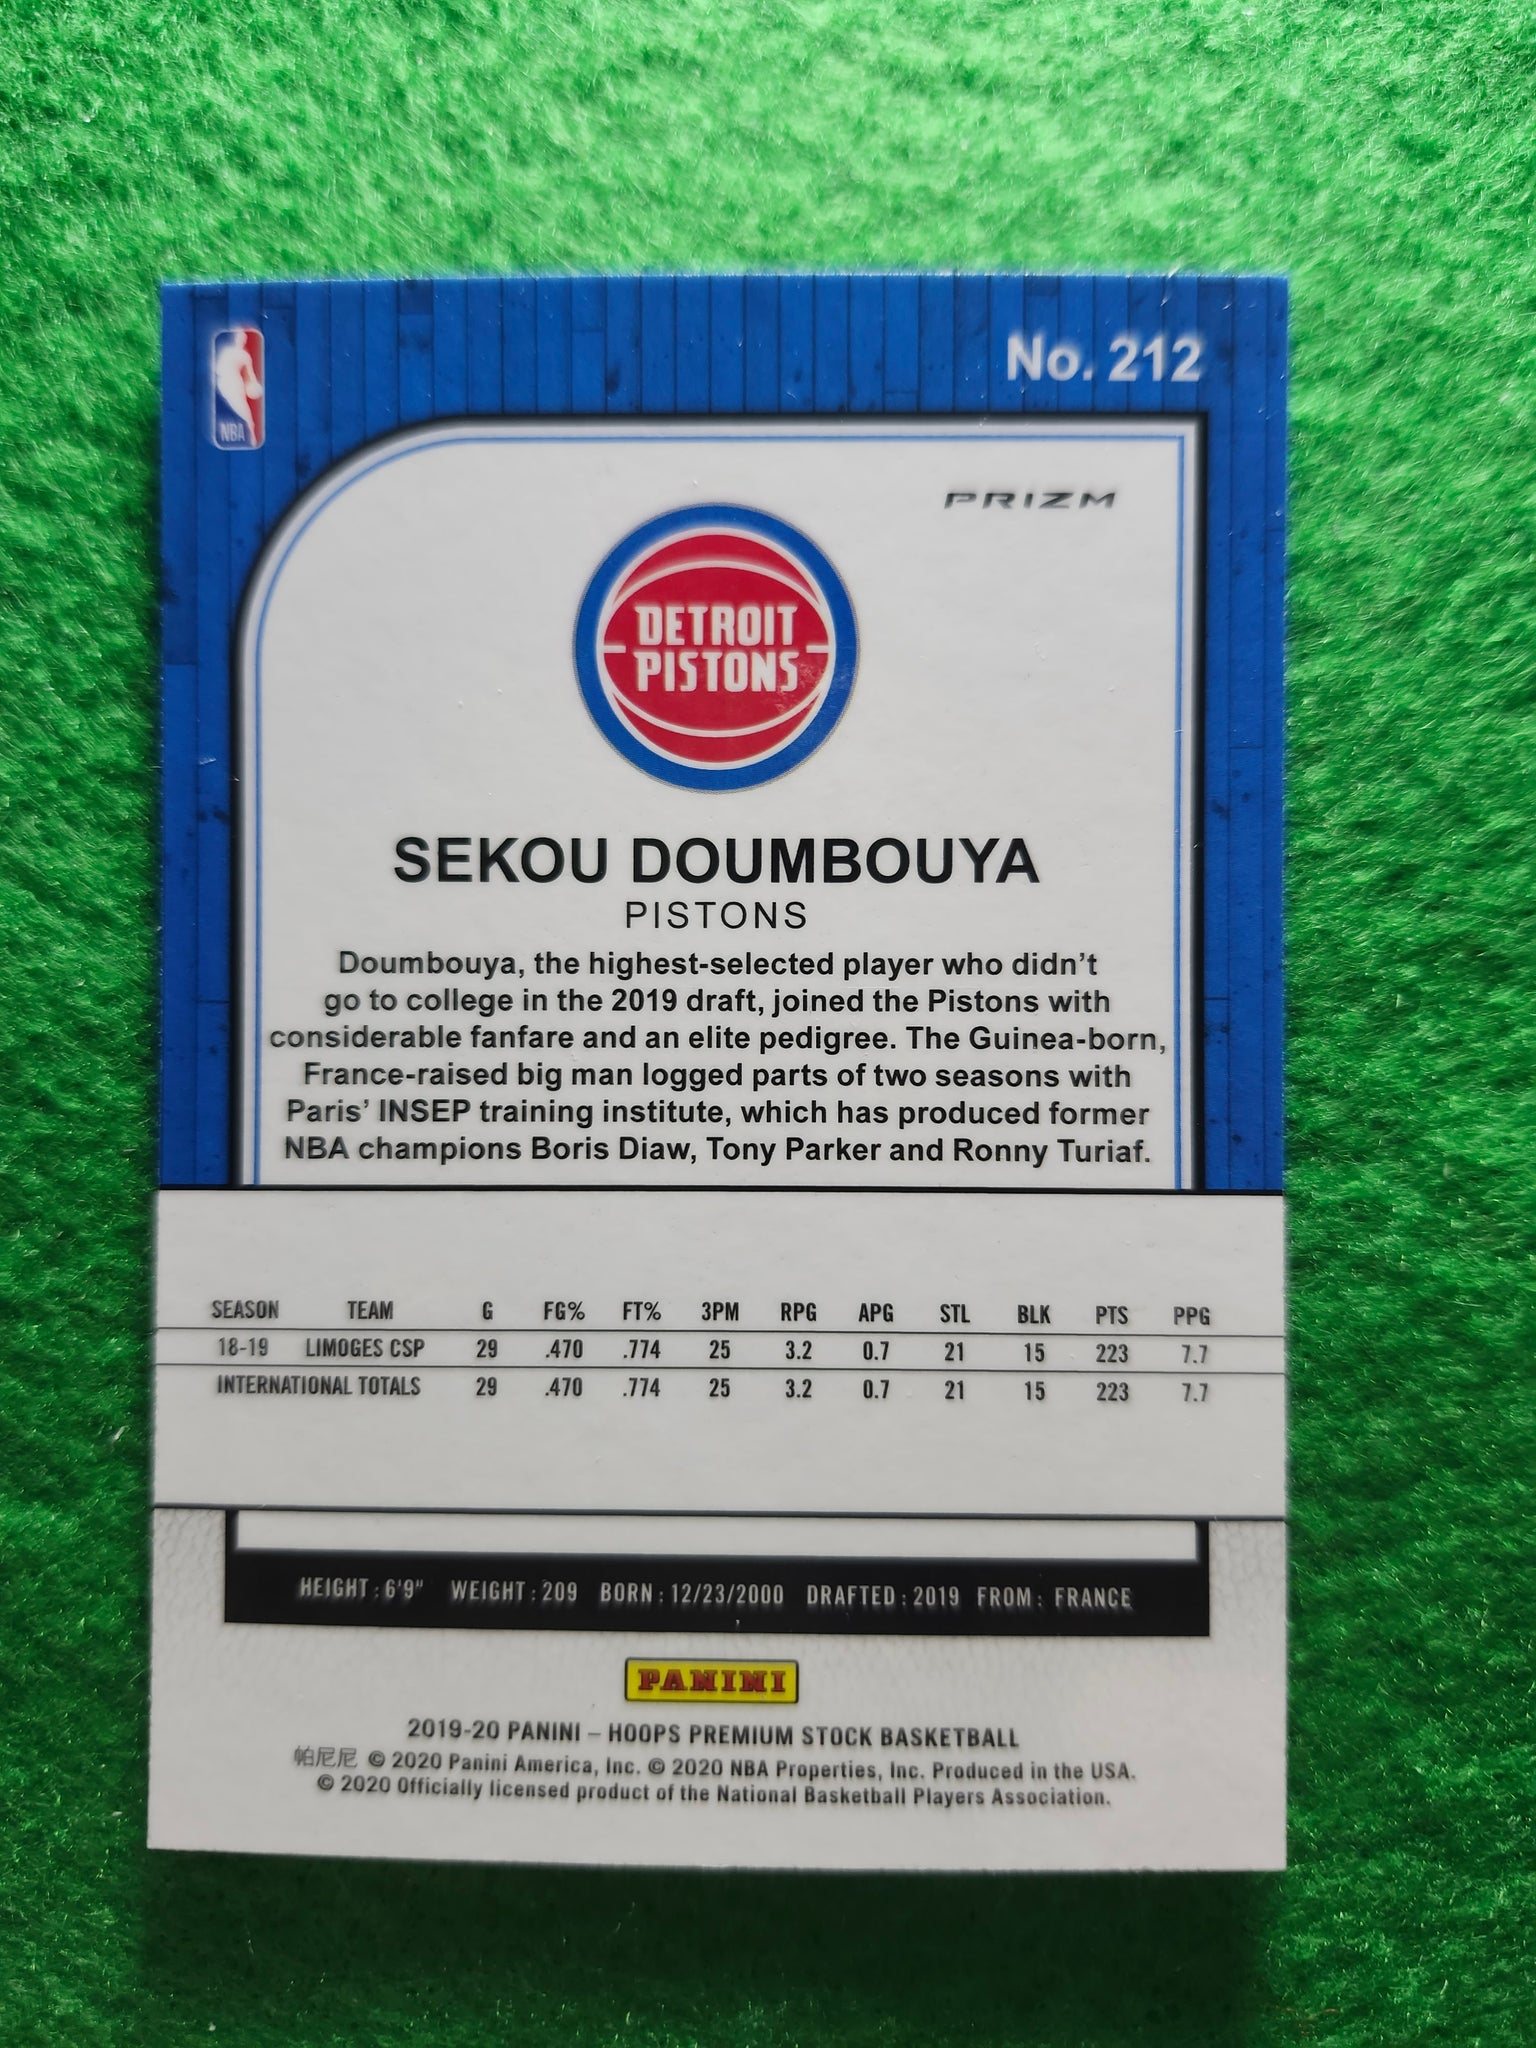 No. 212
NBA
PRIZM
DETROIT
PISTONS
SEKOU DOUMBOUYA
PISTONS
Doumbouya, the highest-selected player who didn't
go to college in the 2019 draft, joined the Pistons with
considerable fanfare and an elite pedigree. The Guinea-born,
France-raised big man logged parts of two seasons with
Paris' INSEP training institute, which has produced former
NBA champions Boris Diaw, Tony Parker and Ronny Turiaf.
SEASON TEAM G FG% FT% 3PM RPG APG STL BLK PTS PPG
18-19 LIMOGES CSP 29 .470 .774 25 3.2 0.7 21 15 223 7.7
INTERNATIONAL TOTALS 29 .470 .774 25 3.2 0.7 21 15 223 7.7
HEIGHT : 6'9" WEIGHT : 209 BORN : 12/23/2000 DRAFTED : 2019 FROM : FRANCE
PANINI
2019-20 PANINI – HOOPS PREMIUM STOCK BASKETBALL
帕尼尼 © 2020 Panini America, Inc. © 2020 NBA Properties, Inc. Produced in the USA.
© 2020 Officially licensed product of the National Basketball Players Association.